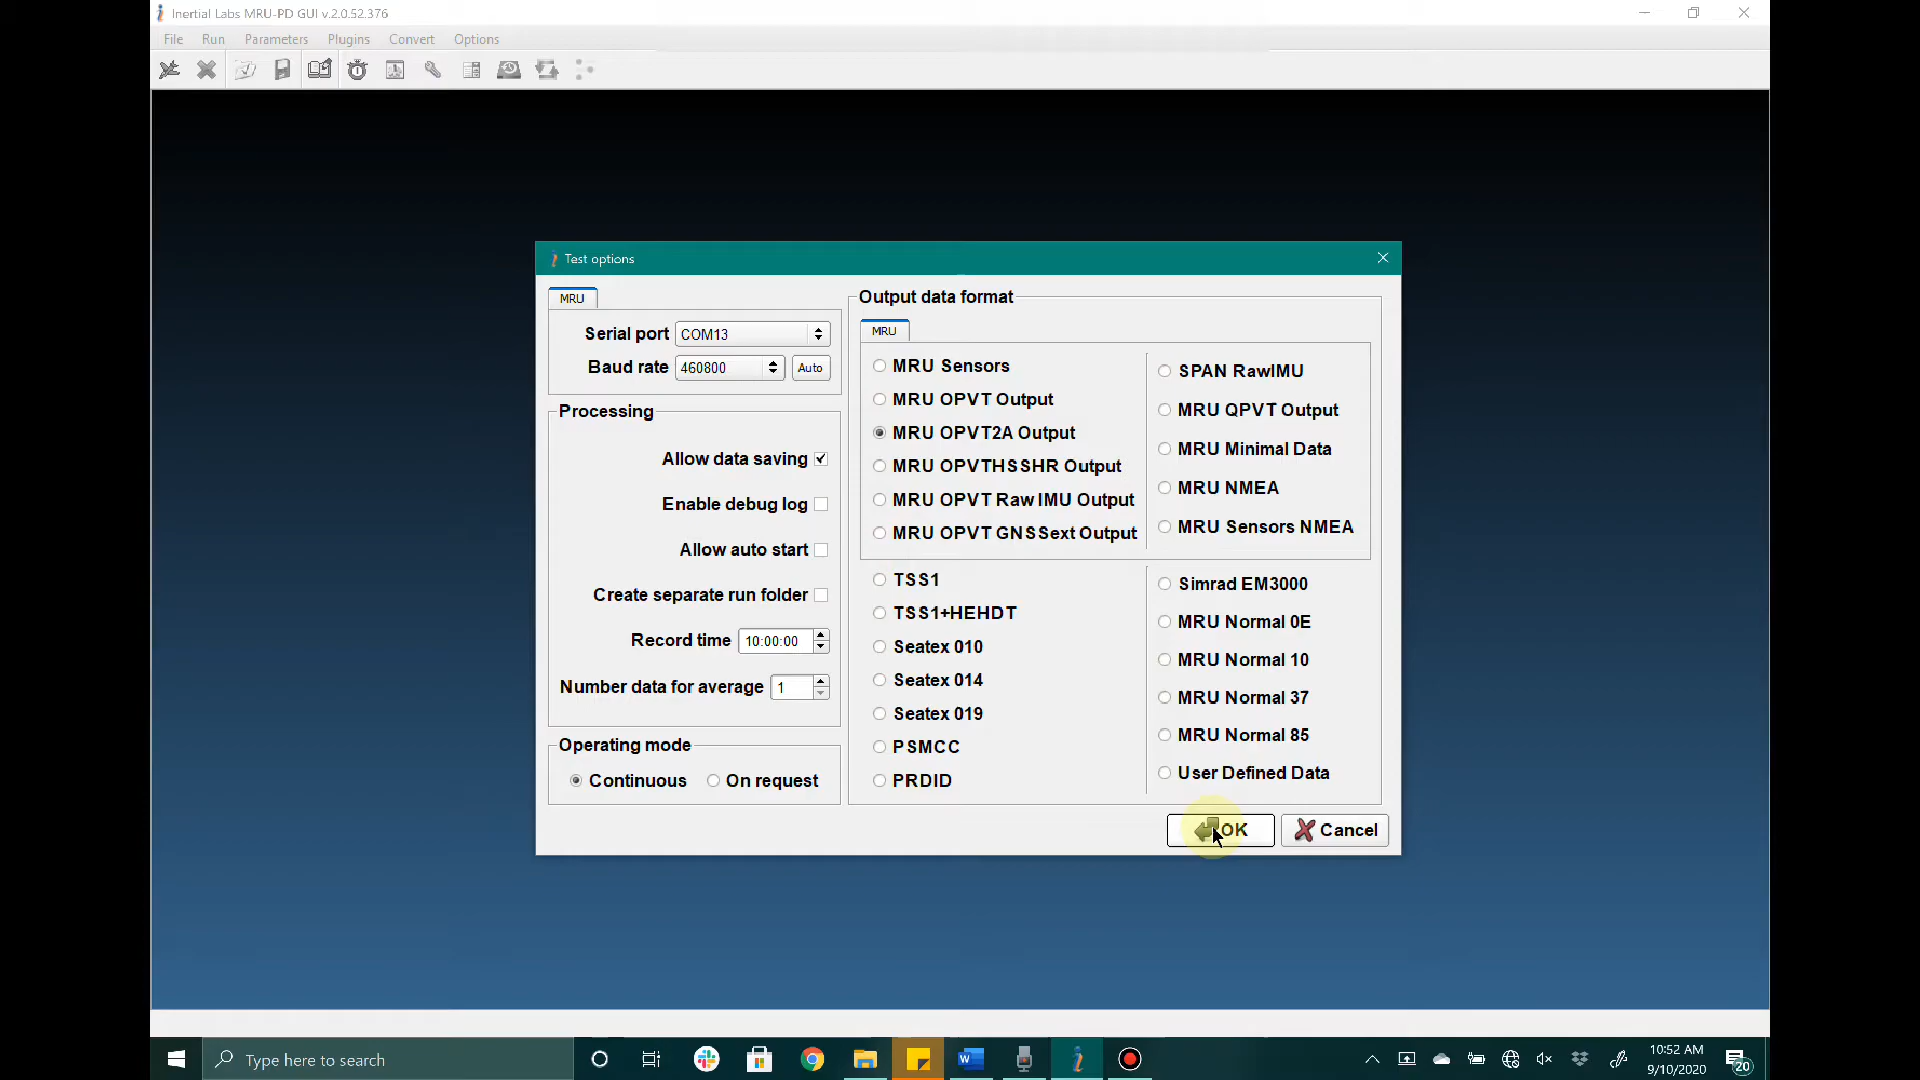 Inertial Labs MRU-PD GUI v.2.0.52.376
File Run Parameters Plugins Convert Options
Test options
MRU
Serial port COM13
Baud rate 460800 Auto
Processing
Allow data saving
Enable debug log
Allow auto start
Create separate run folder
Record time 10:00:00
Number data for average 1
Operating mode
Continuous On request
Output data format
MRU
MRU Sensors
MRU OPVT Output
MRU OPVT2A Output
MRU OPVTHSSHR Output
MRU OPVT Raw IMU Output
MRU OPVT GNSSext Output
SPAN RawIMU
MRU QPVT Output
MRU Minimal Data
MRU NMEA
MRU Sensors NMEA
TSS1
TSS1+HEHDT
Seatex 010
Seatex 014
Seatex 019
PSMCC
PRDID
Simrad EM3000
MRU Normal 0E
MRU Normal 10
MRU Normal 37
MRU Normal 85
User Defined Data
OK Cancel
Type here to search
10:52 AM
9/10/2020
20